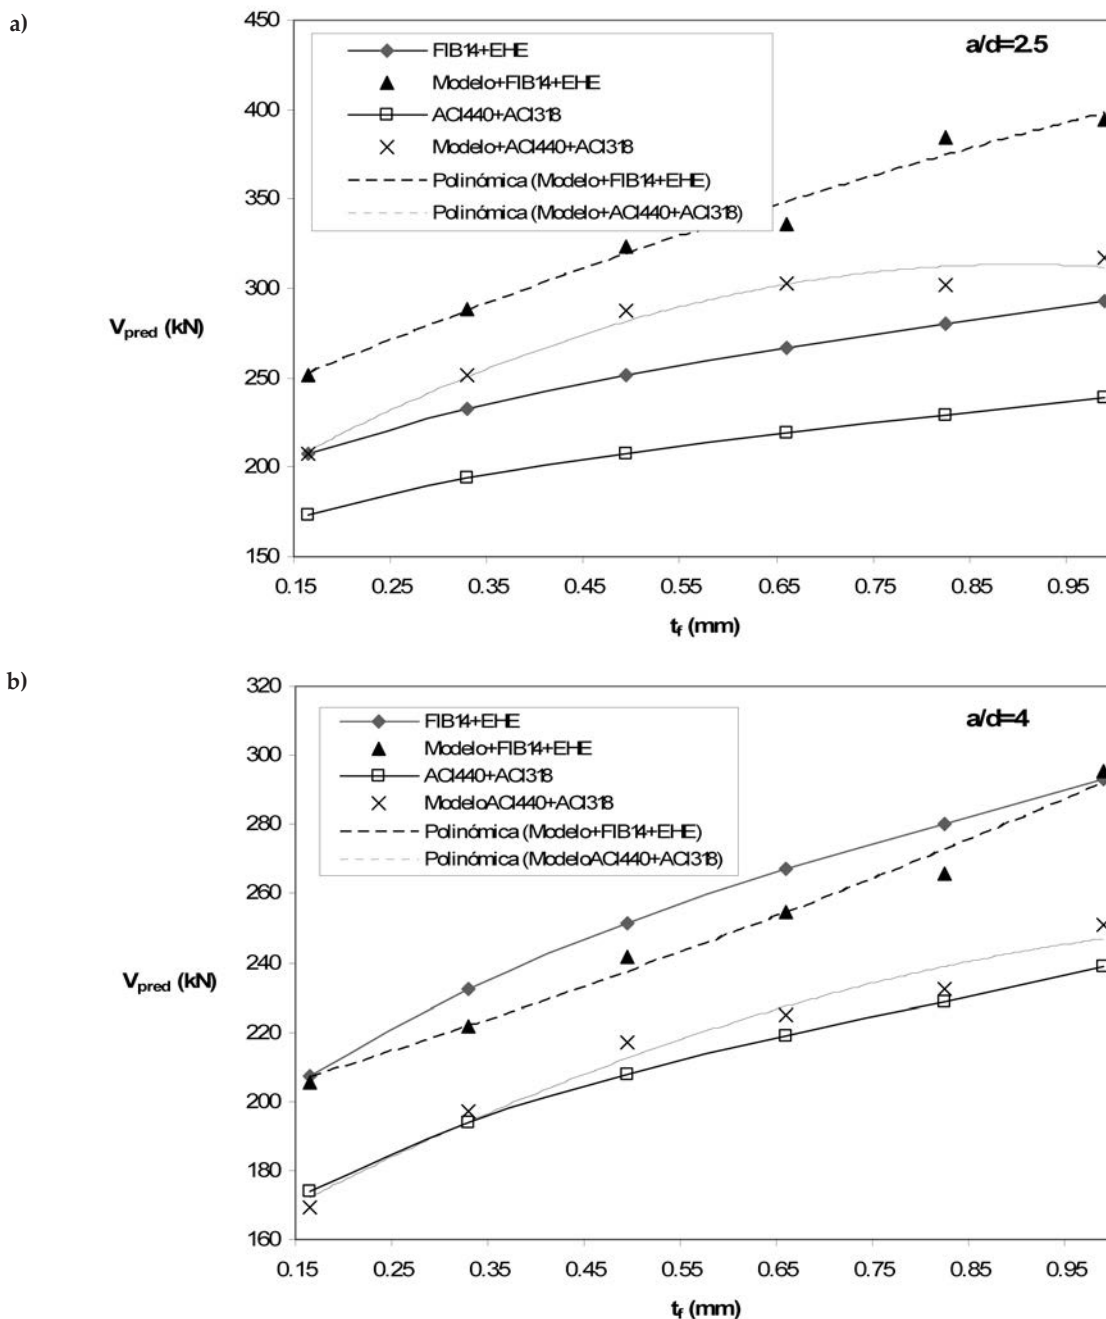 a)
450
400
350
300
250
200
150
V_pred (kN)
a/d=2.5
FIB14+EHE
Modelo+FIB14+EHE
ACI440+ACI318
Modelo+ACI440+ACI318
Polinómica (Modelo+FIB14+EHE)
Polinómica (Modelo+ACI440+ACI318)
0.15 0.25 0.35 0.45 0.55 0.65 0.75 0.85 0.95
t_f (mm)
b)
320
300
280
260
240
220
200
180
160
V_pred (kN)
a/d=4
FIB14+EHE
Modelo+FIB14+EHE
ACI440+ACI318
ModeloACI440+ACI318
Polinómica (Modelo+FIB14+EHE)
Polinómica (ModeloACI440+ACI318)
0.15 0.25 0.35 0.45 0.55 0.65 0.75 0.85 0.95
t_f (mm)